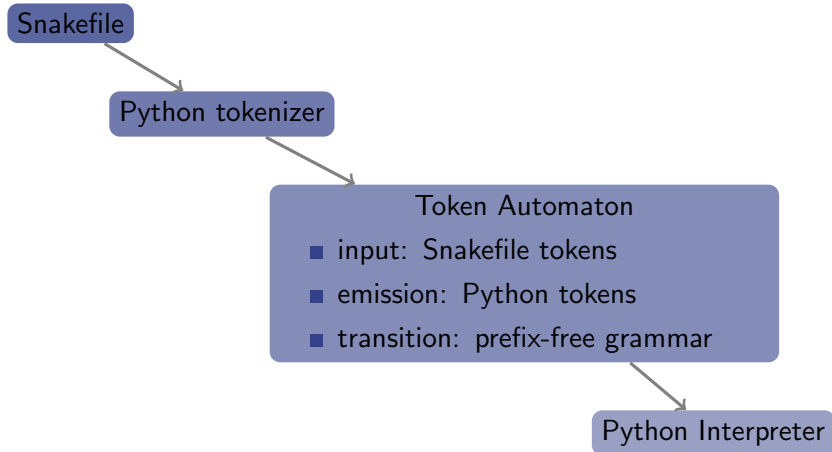 Snakefile
Python tokenizer
Token Automaton
input: Snakefile tokens
emission: Python tokens
transition: prefix-free grammar
Python Interpreter